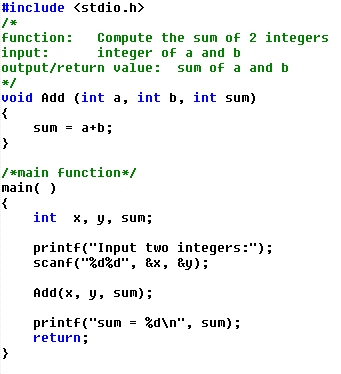 #include <stdio.h>
/*
function:   Compute the sum of 2 integers
input:      integer of a and b
output/return value:  sum of a and b
*/
void Add (int a, int b, int sum)
{
    sum = a+b;
}
/*main function*/
main( )
{
    int  x, y, sum;
    printf("Input two integers:");
    scanf("%d%d", &x, &y);
    Add(x, y, sum);
    printf("sum = %d\n", sum);
    return;
}